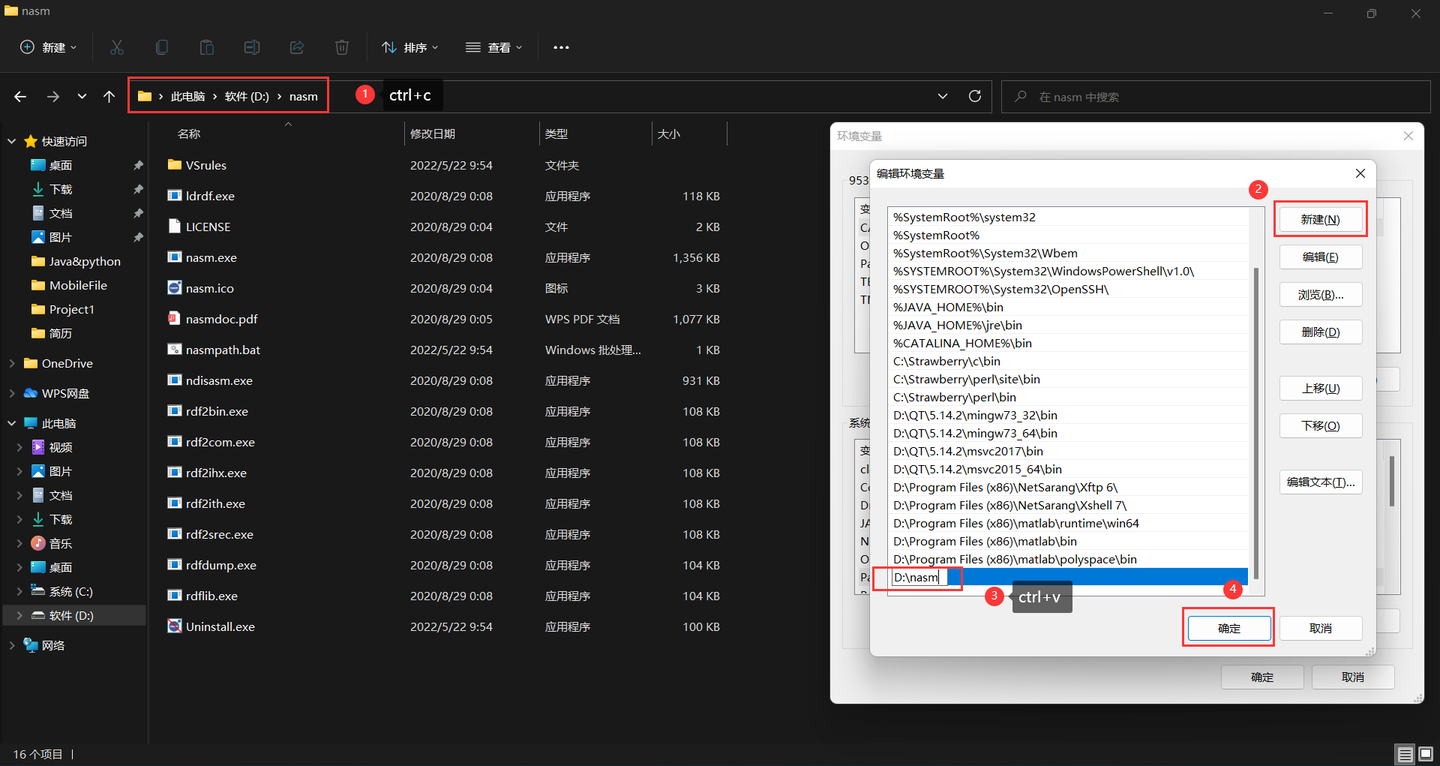 nasm
新建
排序
查看
此电脑 软件 (D:) nasm
1
ctrl+c
在 nasm 中搜索
快速访问
桌面
下载
文档
图片
Java&python
MobileFile
Project1
简历
OneDrive
WPS网盘
此电脑
视频
图片
文档
下载
音乐
桌面
系统 (C:)
软件 (D:)
网络
名称 修改日期 类型 大小
VSrules 2022/5/22 9:54 文件夹
ldrdf.exe 2020/8/29 0:08 应用程序 118 KB
LICENSE 2020/8/29 0:04 文件 2 KB
nasm.exe 2020/8/29 0:08 应用程序 1,356 KB
nasm.ico 2020/8/29 0:04 图标 3 KB
nasmdoc.pdf 2020/8/29 0:05 WPS PDF 文档 1,077 KB
nasmpath.bat 2022/5/22 9:54 Windows 批处理... 1 KB
ndisasm.exe 2020/8/29 0:08 应用程序 931 KB
rdf2bin.exe 2020/8/29 0:08 应用程序 108 KB
rdf2com.exe 2020/8/29 0:08 应用程序 108 KB
rdf2ihx.exe 2020/8/29 0:08 应用程序 108 KB
rdf2ith.exe 2020/8/29 0:08 应用程序 108 KB
rdf2srec.exe 2020/8/29 0:08 应用程序 108 KB
rdfdump.exe 2020/8/29 0:08 应用程序 104 KB
rdflib.exe 2020/8/29 0:08 应用程序 104 KB
Uninstall.exe 2022/5/22 9:54 应用程序 100 KB
16 个项目
环境变量
953
变
O
Pa
系统
变
cl
JA
N
O
Pa
确定
取消
编辑环境变量
%SystemRoot%\system32
%SystemRoot%
%SystemRoot%\System32\Wbem
%SYSTEMROOT%\System32\WindowsPowerShell\v1.0\
%SYSTEMROOT%\System32\OpenSSH\
%JAVA_HOME%\bin
%JAVA_HOME%\jre\bin
%CATALINA_HOME%\bin
C:\Strawberry\c\bin
C:\Strawberry\perl\site\bin
C:\Strawberry\perl\bin
D:\QT\5.14.2\mingw73_32\bin
D:\QT\5.14.2\mingw73_64\bin
D:\QT\5.14.2\msvc2017\bin
D:\QT\5.14.2\msvc2015_64\bin
D:\Program Files (x86)\NetSarang\Xftp 6\
D:\Program Files (x86)\NetSarang\Xshell 7\
D:\Program Files (x86)\matlab\runtime\win64
D:\Program Files (x86)\matlab\bin
D:\Program Files (x86)\matlab\polyspace\bin
D:\nasm
2
新建(N)
编辑(E)
浏览(B)...
删除(D)
上移(U)
下移(O)
编辑文本(T)...
3
ctrl+v
4
确定
取消